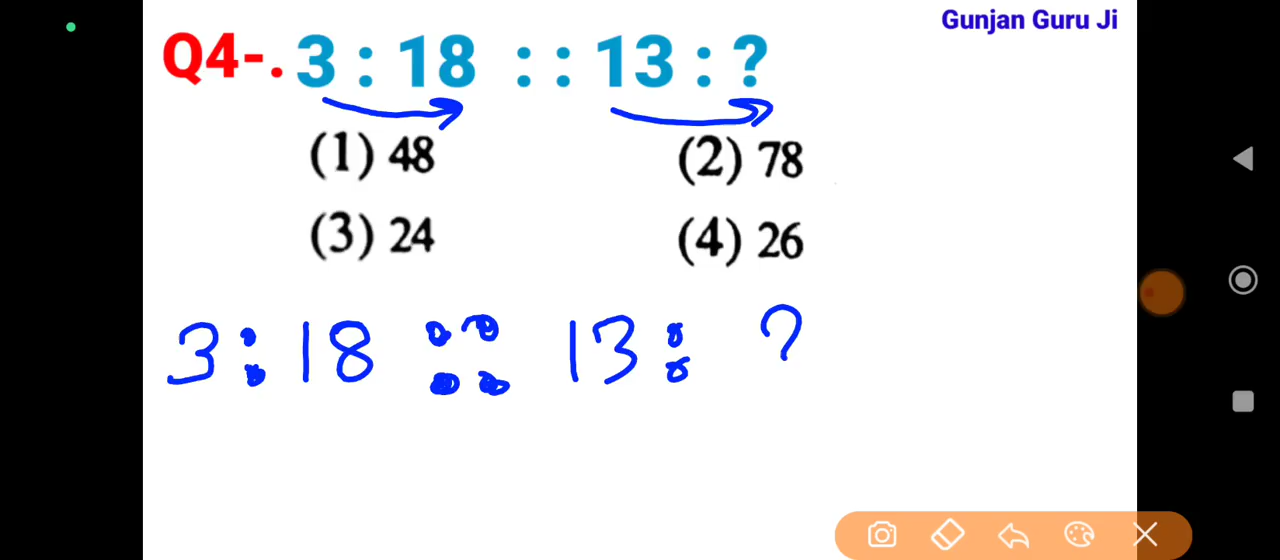 Gunjan Guru Ji
Q4-. 3 : 18 : : 13 : ?
(1) 48 (2) 78
(3) 24 (4) 26
3 : 18 :: 13 : ?